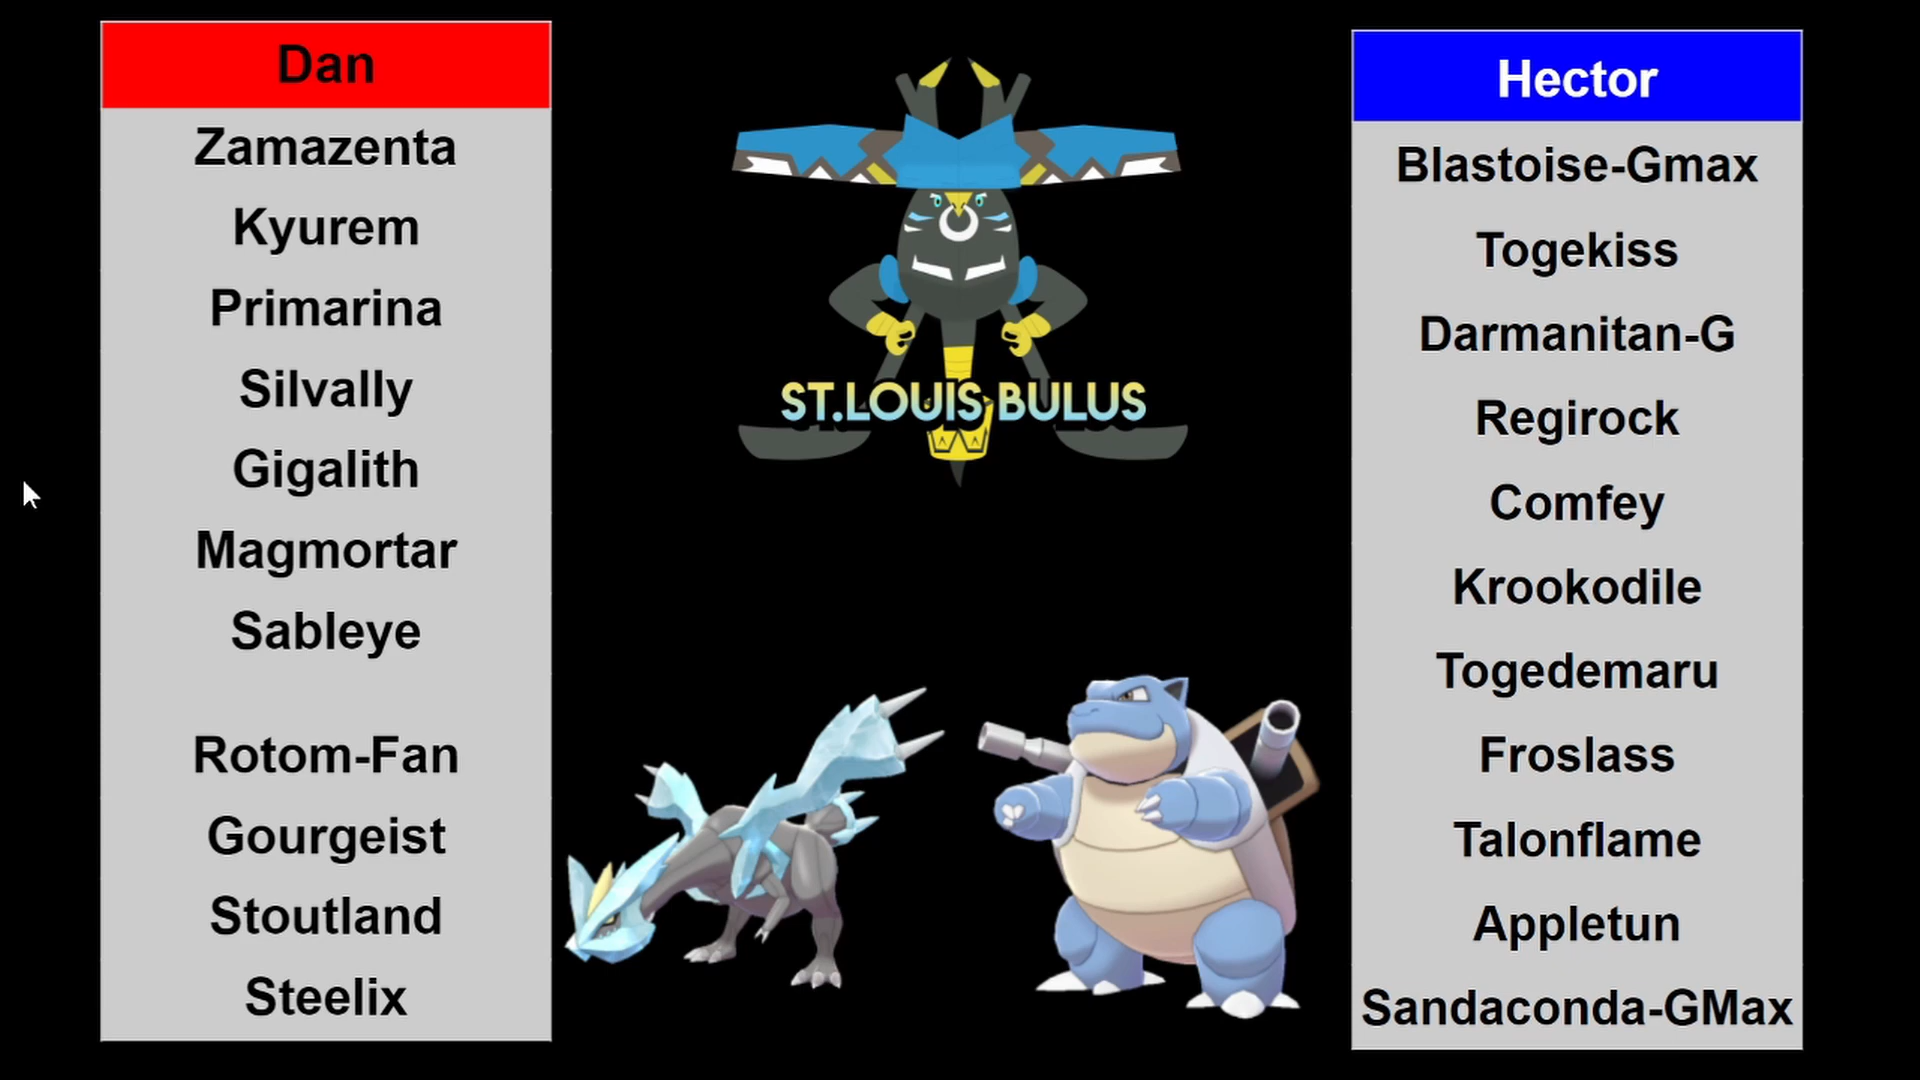 Dan
Zamazenta
Kyurem
Primarina
Silvally
Gigalith
Magmortar
Sableye
Rotom-Fan
Gourgeist
Stoutland
Steelix
ST.LOUIS BULUS
Hector
Blastoise-Gmax
Togekiss
Darmanitan-G
Regirock
Comfey
Krookodile
Togedemaru
Froslass
Talonflame
Appletun
Sandaconda-GMax